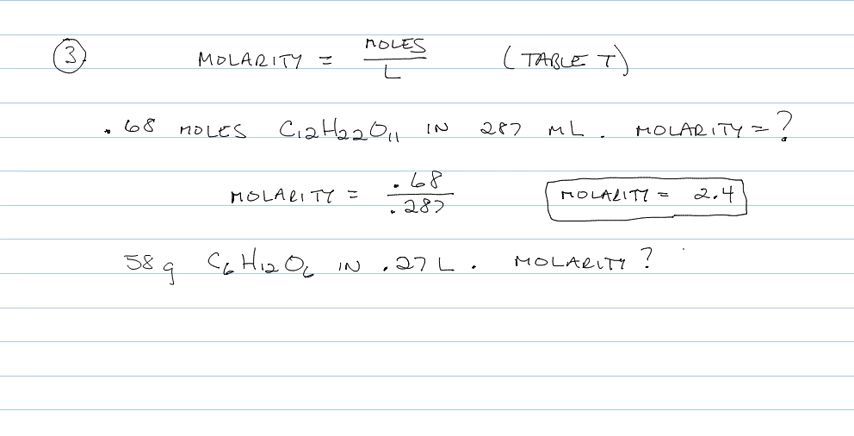 ③ MOLARITY = MOLES / L (TABLE T)
.68 MOLES C12H22O11 IN 287 ML. MOLARITY = ?
MOLARITY = .68 / .287 MOLARITY = 2.4
58 g C6H12O6 IN .27 L. MOLARITY?